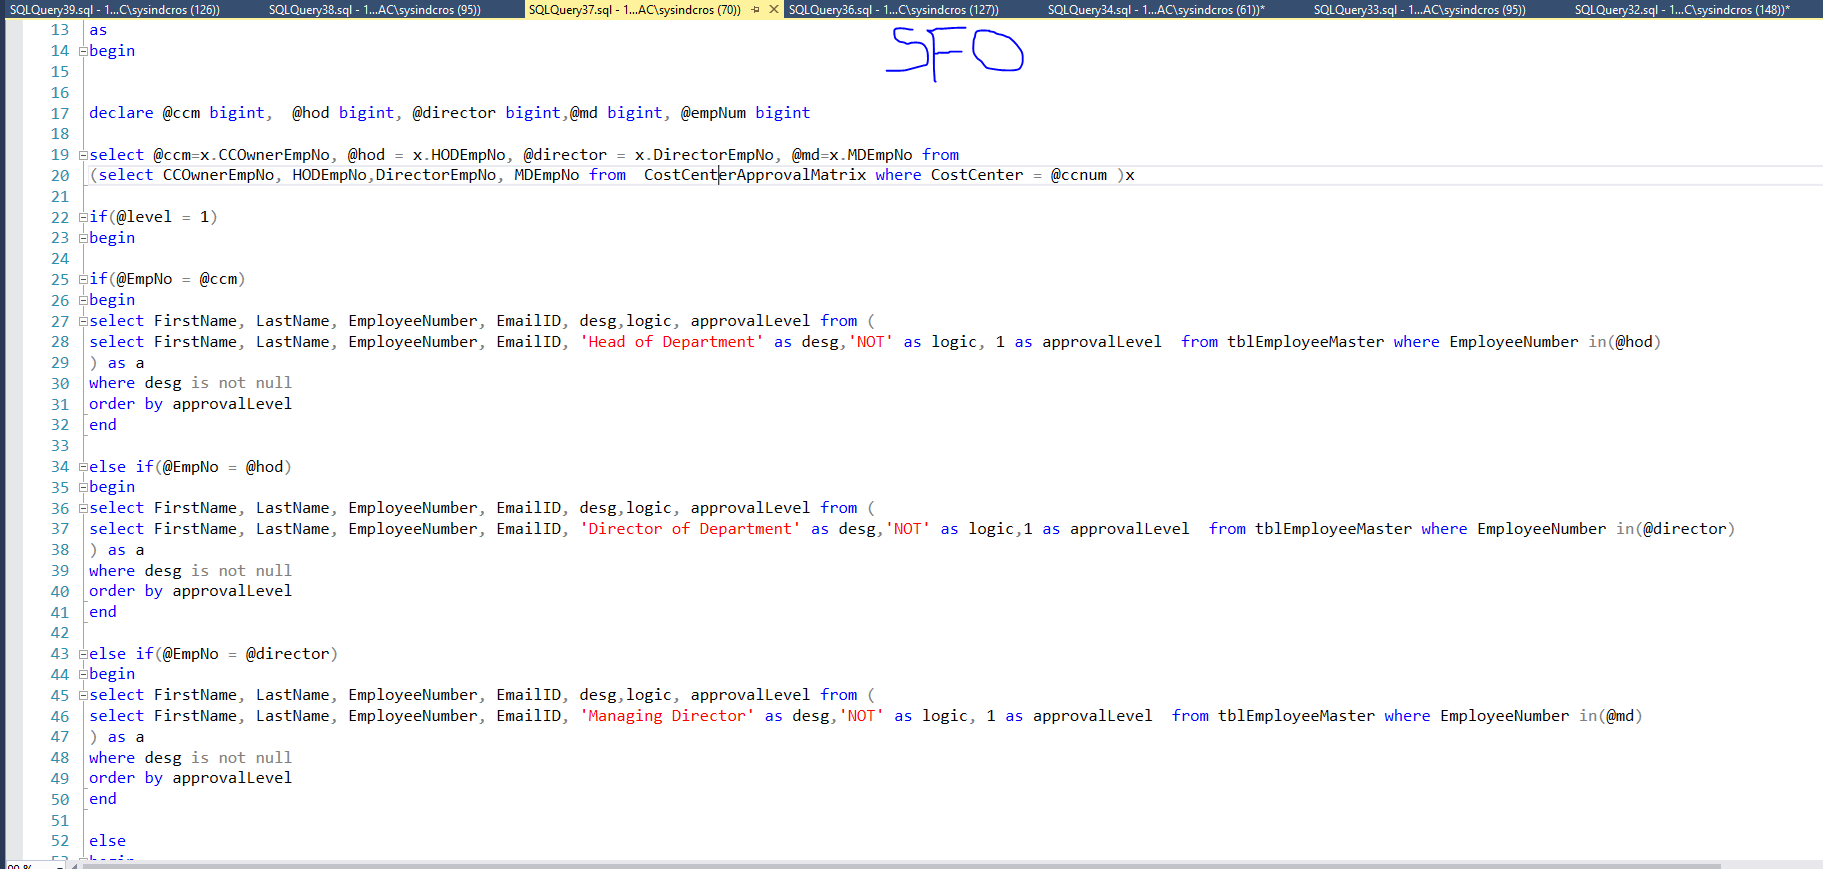 SQLQuery39.sql - 1...C\sysindcros (126)) SQLQuery38.sql - 1...AC\sysindcros (95)) SQLQuery37.sql - 1...AC\sysindcros (70)) SQLQuery36.sql - 1...C\sysindcros (127)) SQLQuery34.sql - 1...AC\sysindcros (61))* SQLQuery33.sql - 1...AC\sysindcros (95)) SQLQuery32.sql - 1...C\sysindcros (148))*
SFO
13 as
14 begin
15
16
17 declare @ccm bigint, @hod bigint, @director bigint,@md bigint, @empNum bigint
18
19 select @ccm=x.CCOwnerEmpNo, @hod = x.HODEmpNo, @director = x.DirectorEmpNo, @md=x.MDEmpNo from
20 (select CCOwnerEmpNo, HODEmpNo,DirectorEmpNo, MDEmpNo from CostCenterApprovalMatrix where CostCenter = @ccnum )x
21
22 if(@level = 1)
23 begin
24
25 if(@EmpNo = @ccm)
26 begin
27 select FirstName, LastName, EmployeeNumber, EmailID, desg,logic, approvalLevel from (
28 select FirstName, LastName, EmployeeNumber, EmailID, 'Head of Department' as desg,'NOT' as logic, 1 as approvalLevel from tblEmployeeMaster where EmployeeNumber in(@hod)
29 ) as a
30 where desg is not null
31 order by approvalLevel
32 end
33
34 else if(@EmpNo = @hod)
35 begin
36 select FirstName, LastName, EmployeeNumber, EmailID, desg,logic, approvalLevel from (
37 select FirstName, LastName, EmployeeNumber, EmailID, 'Director of Department' as desg,'NOT' as logic,1 as approvalLevel from tblEmployeeMaster where EmployeeNumber in(@director)
38 ) as a
39 where desg is not null
40 order by approvalLevel
41 end
42
43 else if(@EmpNo = @director)
44 begin
45 select FirstName, LastName, EmployeeNumber, EmailID, desg,logic, approvalLevel from (
46 select FirstName, LastName, EmployeeNumber, EmailID, 'Managing Director' as desg,'NOT' as logic, 1 as approvalLevel from tblEmployeeMaster where EmployeeNumber in(@md)
47 ) as a
48 where desg is not null
49 order by approvalLevel
50 end
51
52 else